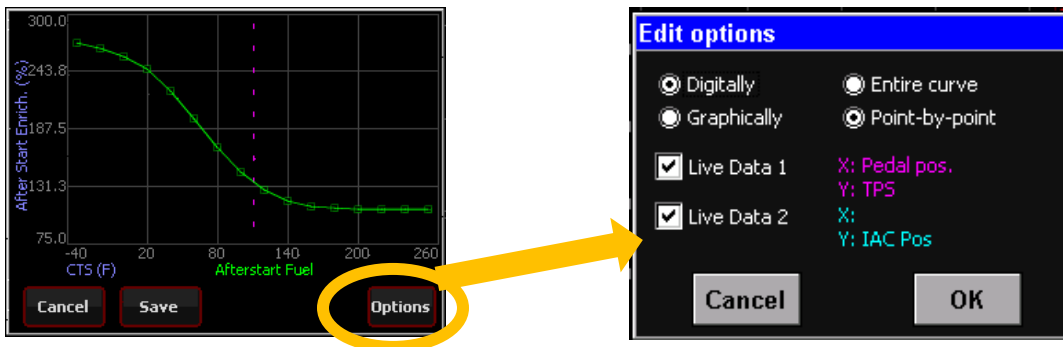 300.0
243.8
187.5
131.3
75.0
After Start Enrich. (%)
-40 20 80 140 200 260
CTS (F) Afterstart Fuel
Cancel Save Options
Edit options
Digitally Entire curve
Graphically Point-by-point
Live Data 1 X: Pedal pos.
Y: TPS
Live Data 2 X:
Y: IAC Pos
Cancel OK